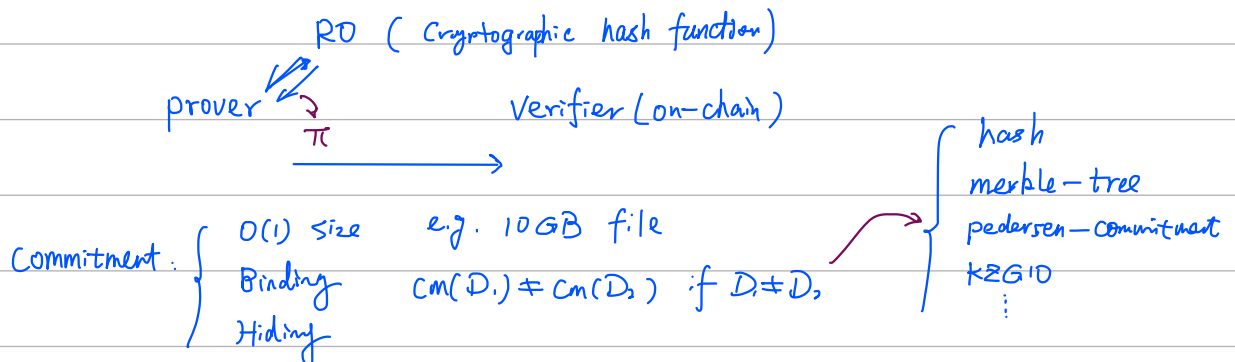 RO ( Cryptographic hash function)
prover
Verifier (on-chain)
π
hash
merkle-tree
pedersen-commitment
KZG10
⋮
Commitment:
O(1) size e.g. 10GB file
Binding cm(D₁) ≠ cm(D₂) if D₁≠D₂
Hiding